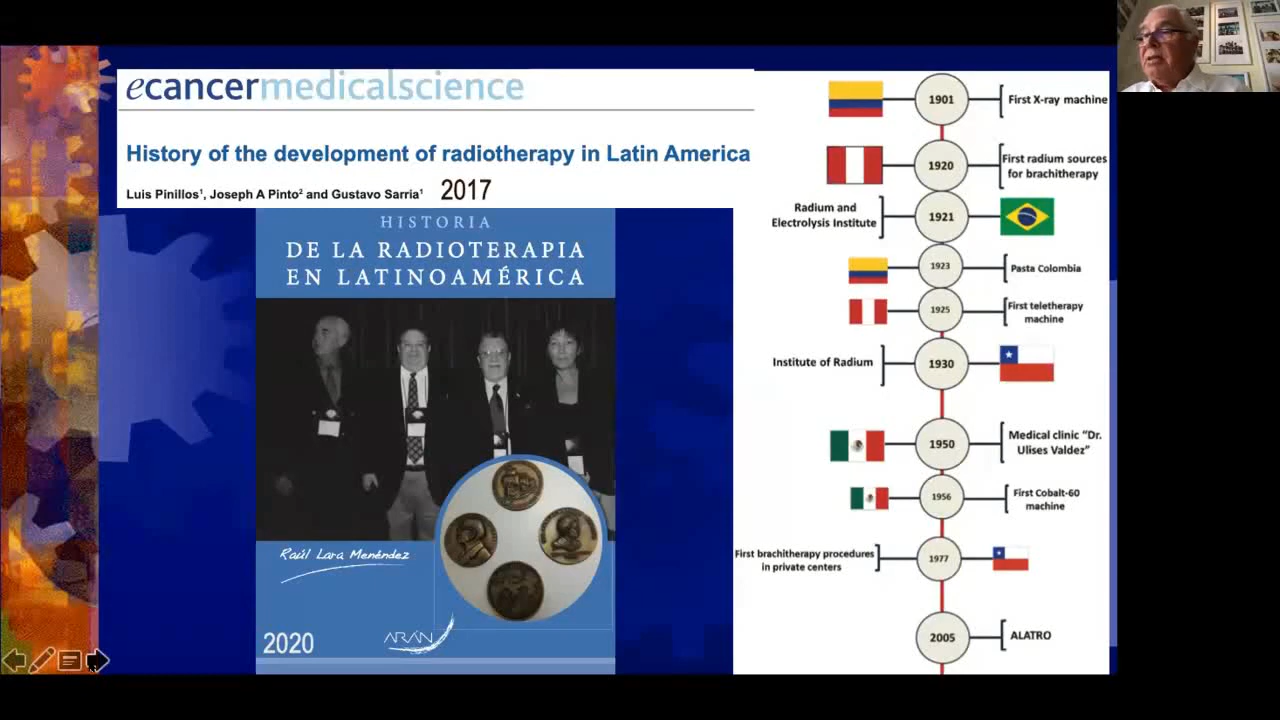 ecancermedicalscience
History of the development of radiotherapy in Latin America
Luis Pinillos¹, Joseph A Pinto² and Gustavo Sarria¹ 2017
HISTORIA
DE LA RADIOTERAPIA
EN LATINOAMÉRICA
Raúl Lara Menéndez
2020
ARÁN
1901
First X-ray machine
1920
First radium sources
for brachitherapy
Radium and
Electrolysis Institute
1921
1923
Pasta Colombia
1925
First teletherapy
machine
Institute of Radium
1930
1950
Medical clinic “Dr.
Ulises Valdez”
1956
First Cobalt-60
machine
First brachitherapy procedures
in private centers
1977
2005
ALATRO